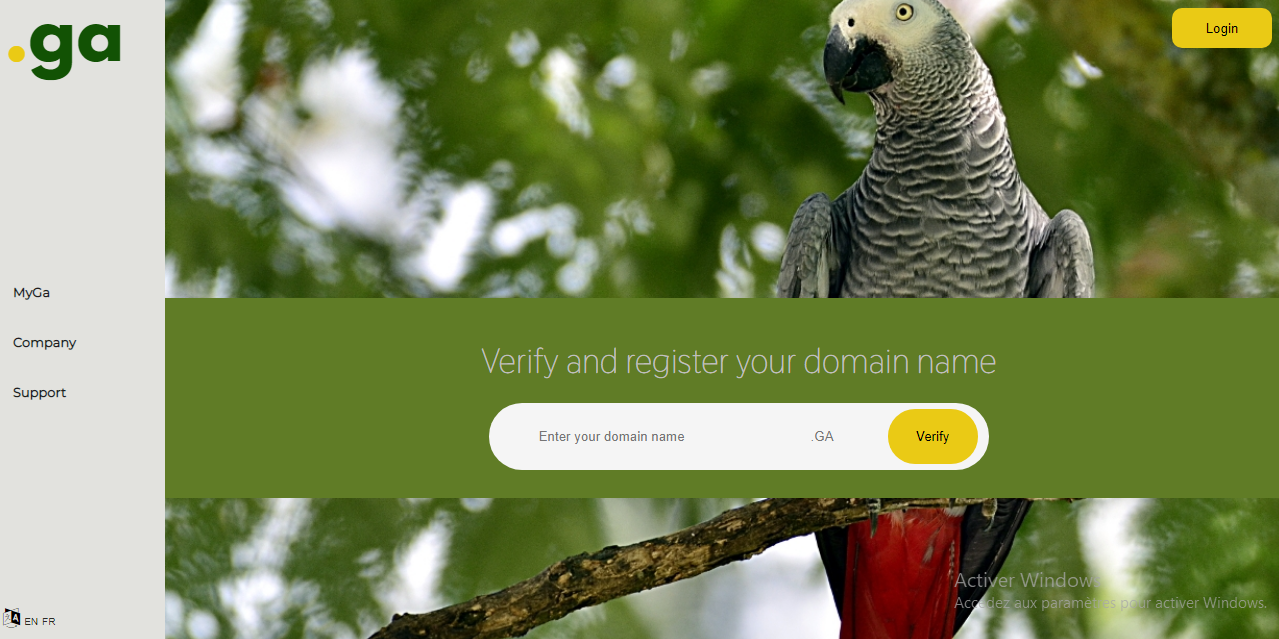 .ga
Login
MyGa
Company
Support
Verify and register your domain name
Enter your domain name .GA Verify
Activer Windows
Accédez aux paramètres pour activer Windows.
EN FR